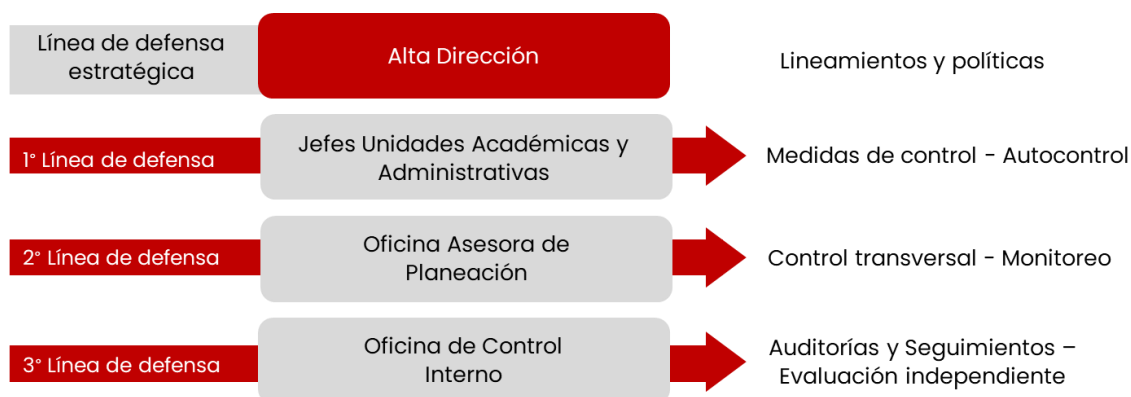 Línea de defensa
estratégica
Alta Dirección
Lineamientos y políticas
1° Línea de defensa
Jefes Unidades Académicas y
Administrativas
Medidas de control - Autocontrol
2° Línea de defensa
Oficina Asesora de
Planeación
Control transversal - Monitoreo
3° Línea de defensa
Oficina de Control
Interno
Auditorías y Seguimientos –
Evaluación independiente